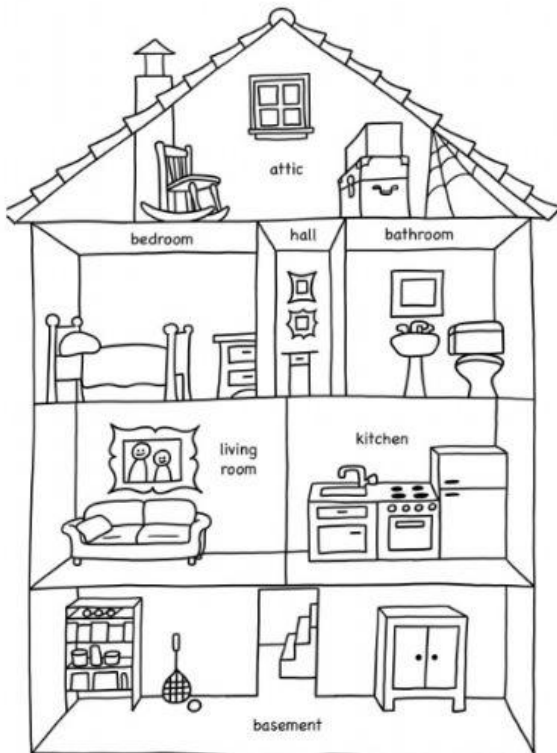 attic
bedroom
hall
bathroom
living
room
kitchen
basement